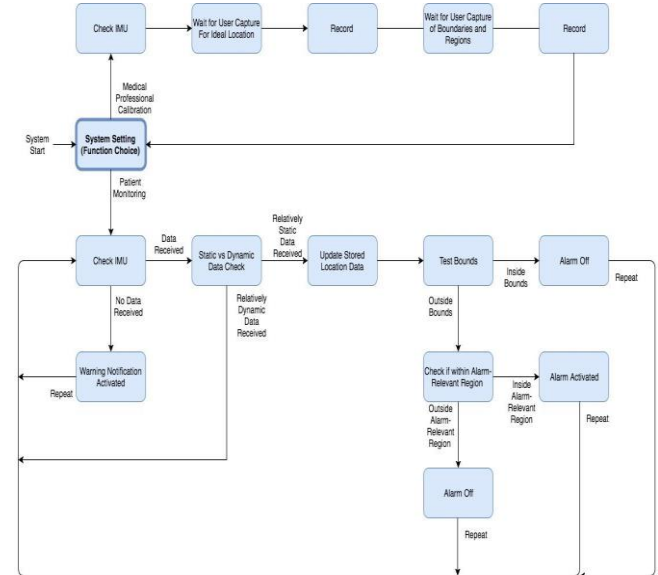 Check IMU
Wait for User Capture
For Ideal Location
Record
Wait for User Capture
of Boundaries and
Regions
Record
Medical
Professional
Calibration
System
Start
System Setting
(Function Choice)
Patient
Monitoring
Check IMU
Data
Received
Static vs Dynamic
Data Check
Relatively
Static
Data
Received
Update Stored
Location Data
Test Bounds
Inside
Bounds
Alarm Off
Repeat
No Data
Received
Relatively
Dynamic
Data
Received
Outside
Bounds
Warning Notification
Activated
Repeat
Check if within Alarm-
Relevant Region
Inside
Alarm-
Relevant
Region
Alarm Activated
Repeat
Outside
Alarm-
Relevant
Region
Alarm Off
Repeat